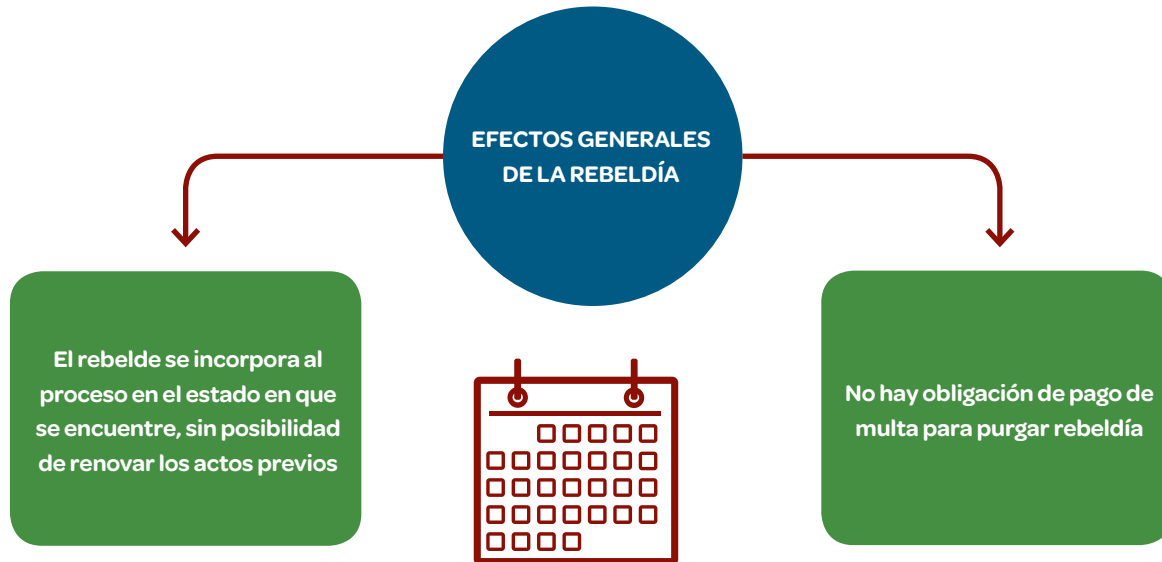 EFECTOS GENERALES
DE LA REBELDÍA
El rebelde se incorpora al
proceso en el estado en que
se encuentre, sin posibilidad
de renovar los actos previos
No hay obligación de pago de
multa para purgar rebeldía